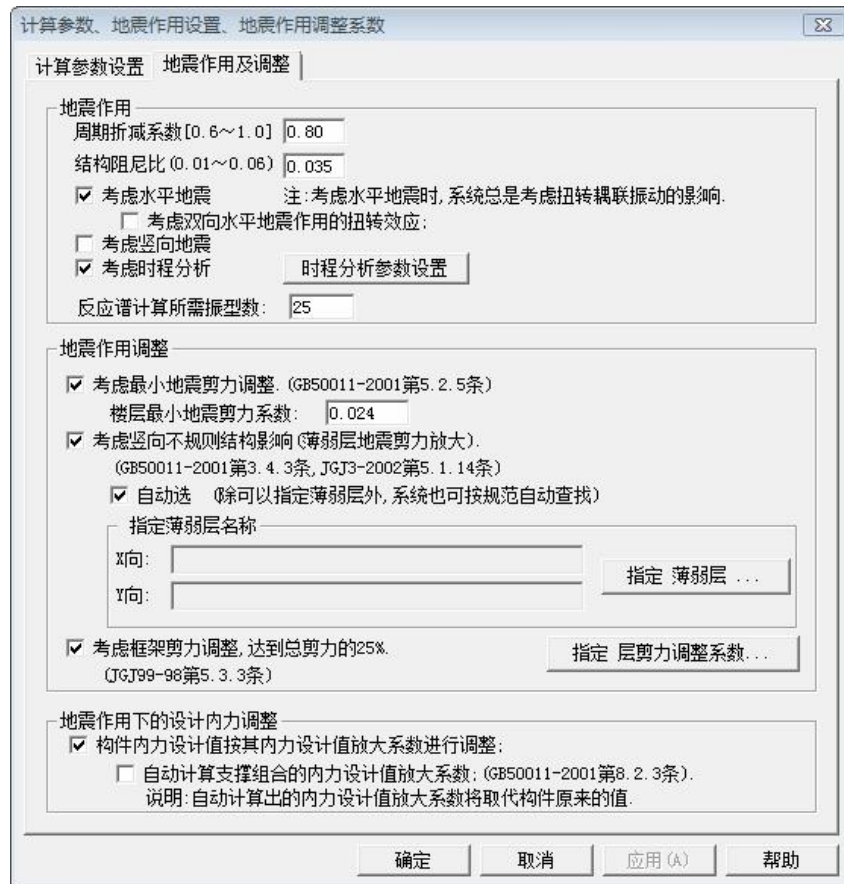 计算参数、地震作用设置、地震作用调整系数
计算参数设置 地震作用及调整
地震作用
周期折减系数[0.6～1.0] 0.80
结构阻尼比(0.01～0.06) 0.035
考虑水平地震 注:考虑水平地震时,系统总是考虑扭转耦联振动的影响.
考虑双向水平地震作用的扭转效应;
考虑竖向地震
考虑时程分析 时程分析参数设置
反应谱计算所需振型数: 25
地震作用调整
考虑最小地震剪力调整. (GB50011-2001第5.2.5条)
楼层最小地震剪力系数: 0.024
考虑竖向不规则结构影响(薄弱层地震剪力放大).
(GB50011-2001第3.4.3条, JGJ3-2002第5.1.14条)
自动选 (除可以指定薄弱层外,系统也可按规范自动查找)
指定薄弱层名称
X向:
指定 薄弱层 ...
Y向:
考虑框架剪力调整,达到总剪力的25%.
指定 层剪力调整系数...
(JGJ99-98第5.3.3条)
地震作用下的设计内力调整
构件内力设计值按其内力设计值放大系数进行调整;
自动计算支撑组合的内力设计值放大系数; (GB50011-2001第8.2.3条).
说明:自动计算出的内力设计值放大系数将取代构件原来的值.
确定 取消 应用(A) 帮助